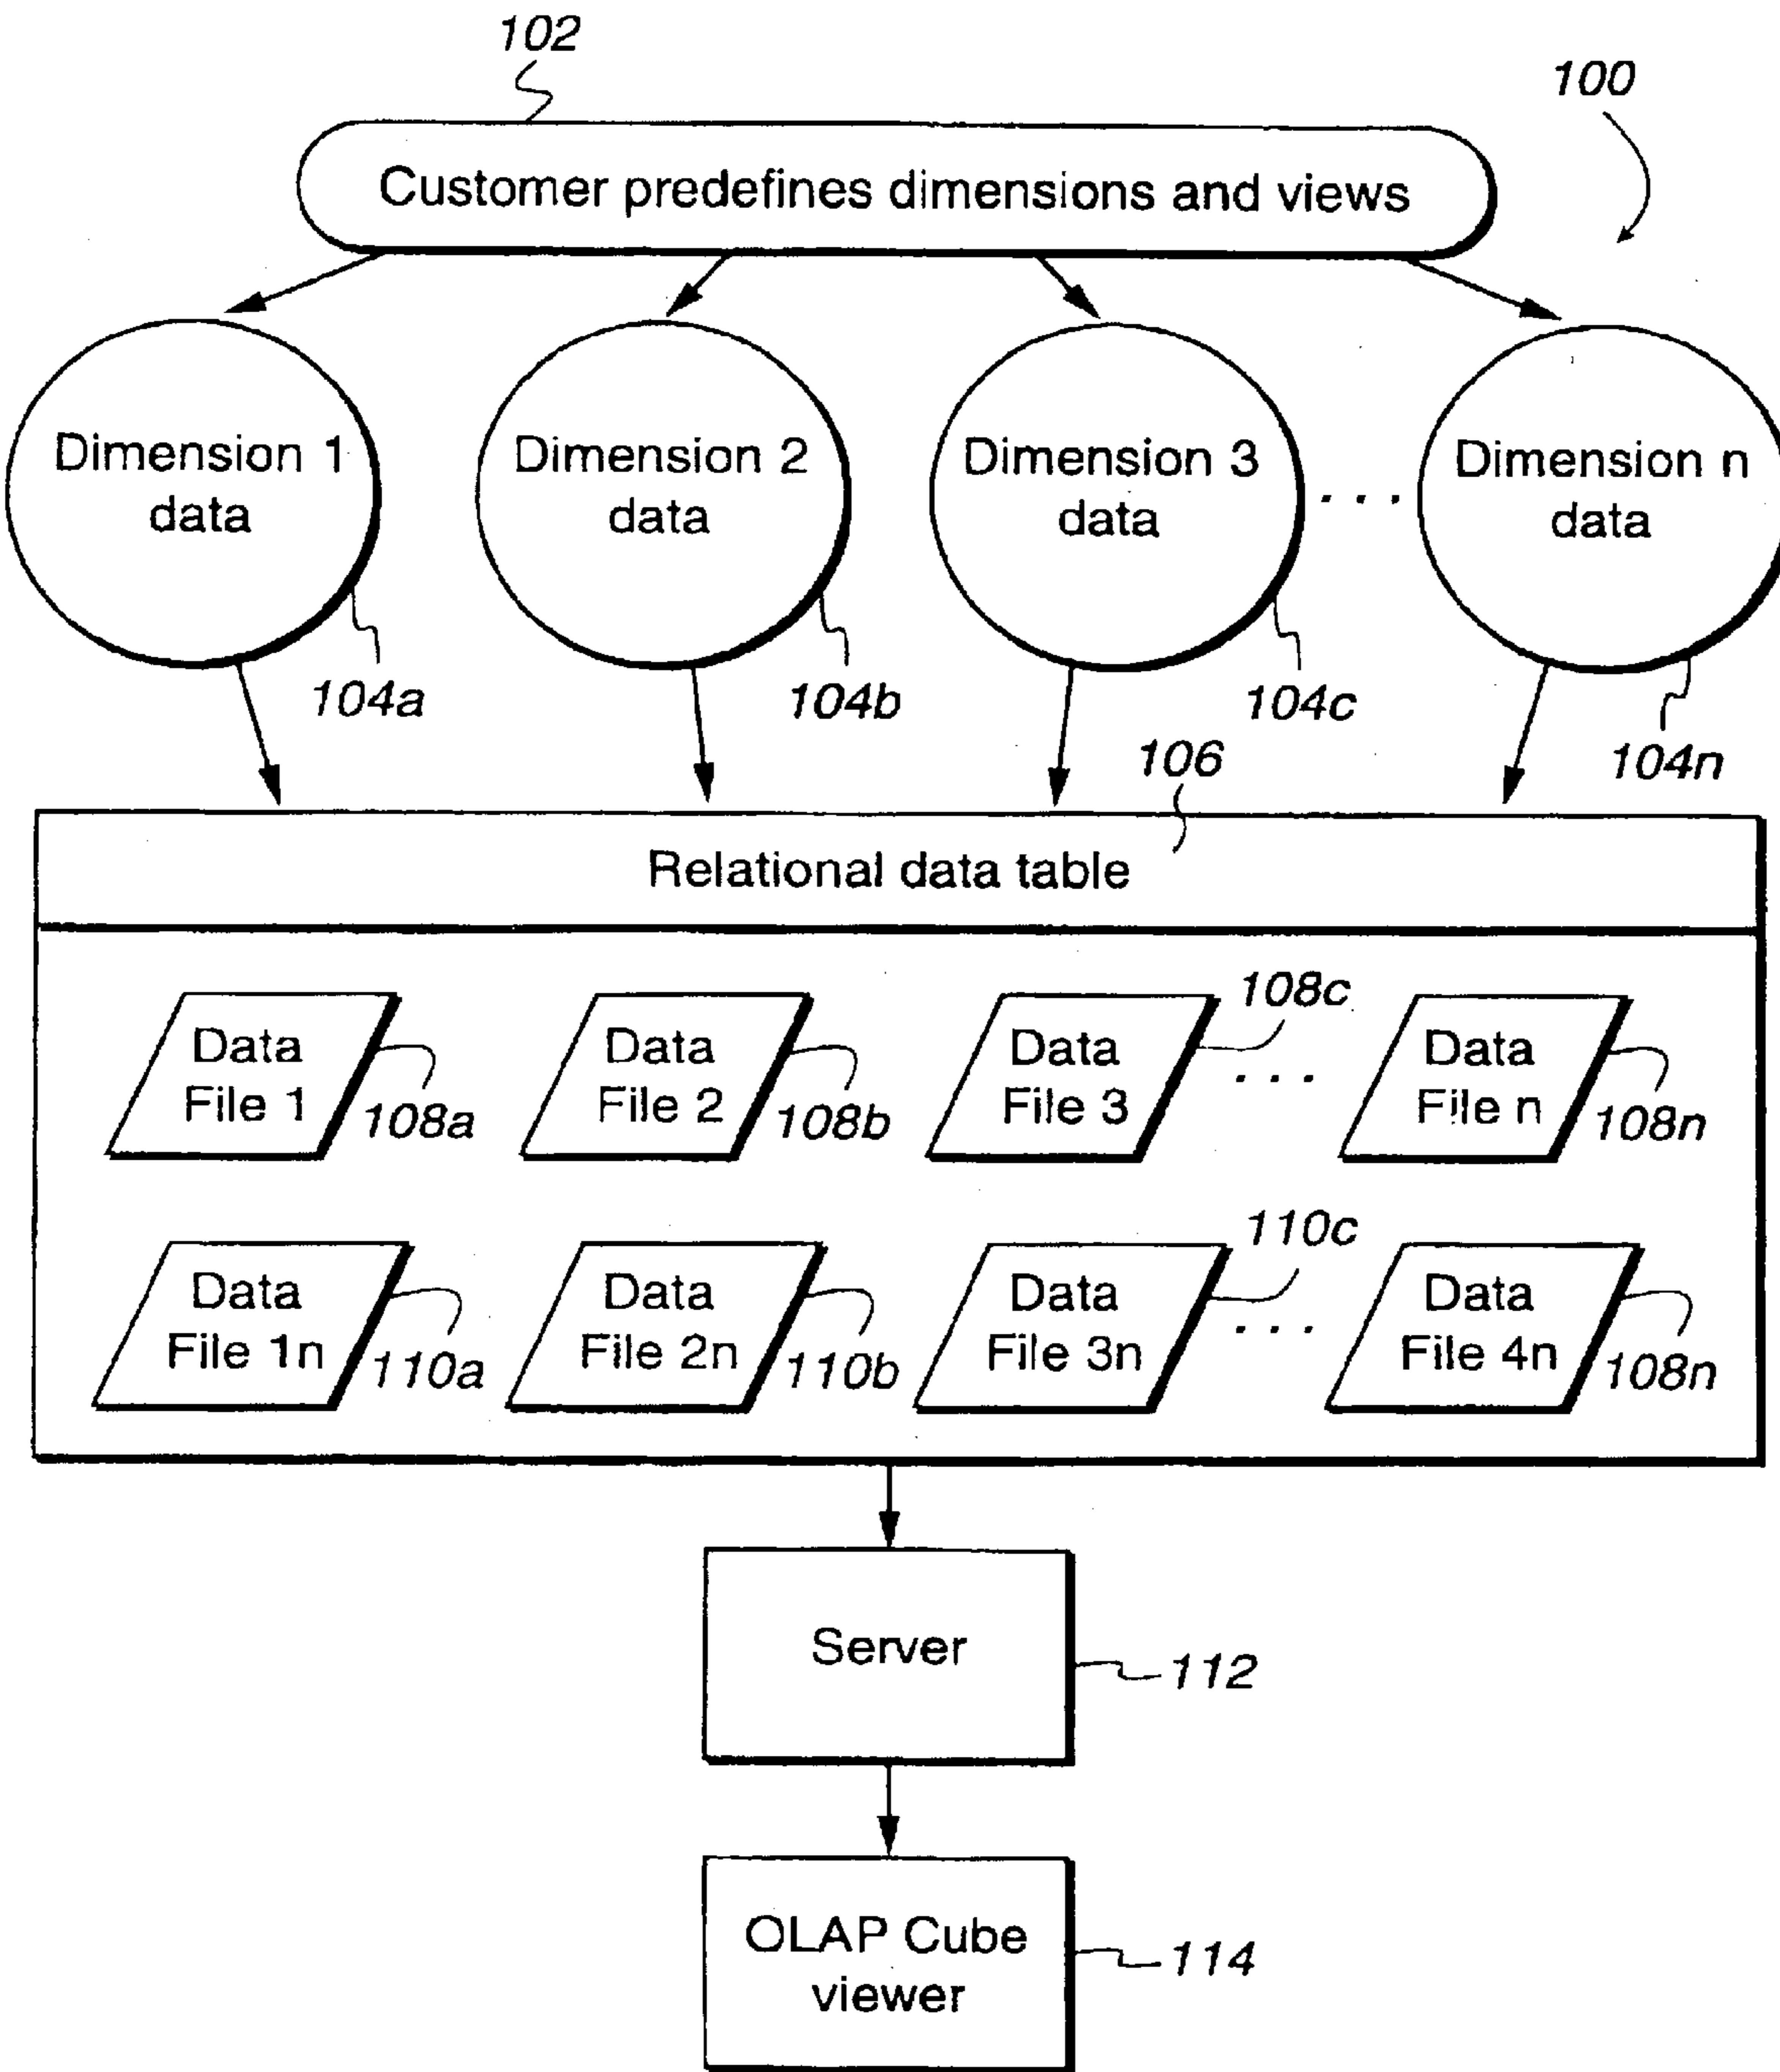 102
100
Customer predefines dimensions and views
Dimension 1
data
Dimension 2
data
Dimension 3
data
. . .
Dimension n
data
104a
104b
104c
104n
106
Relational data table
Data
File 1
108a
Data
File 2
108b
Data
File 3
108c
. . .
Data
File n
108n
Data
File 1n
110a
Data
File 2n
110b
Data
File 3n
110c
. . .
Data
File 4n
108n
Server
112
OLAP Cube
viewer
114